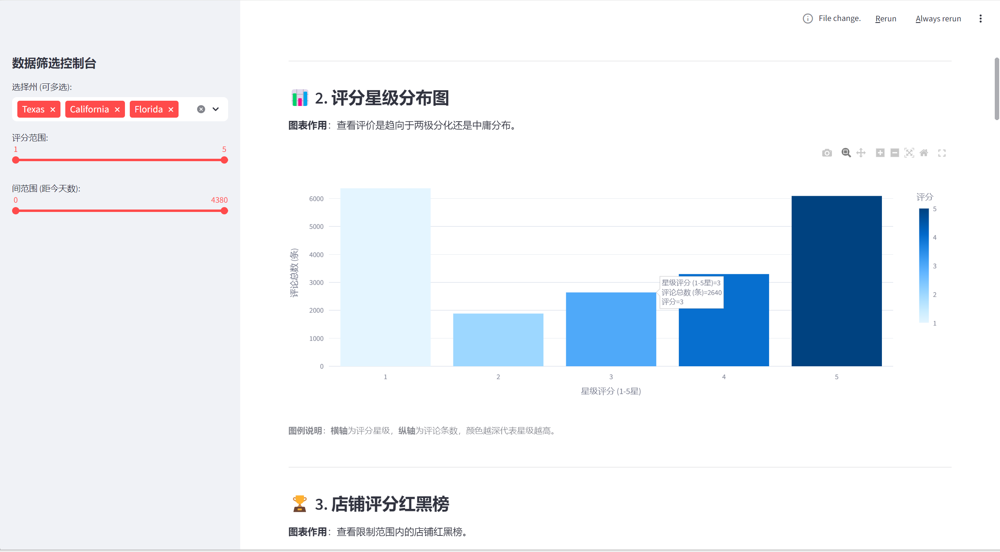 File change. Rerun Always rerun
数据筛选控制台
选择州 (可多选):
Texas California Florida
评分范围:
1 5
间范围 (距今天数):
0 4380
2. 评分星级分布图
图表作用：查看评价是趋向于两极分化还是中庸分布。
评论总数 (条)
6000
5000
4000
3000
2000
1000
0
1 2 3 4 5
星级评分 (1-5星)
星级评分 (1-5星)=3
评论总数 (条)=2640
评分=3
评分
5
4
3
2
1
图例说明：横轴为评分星级，纵轴为评论条数，颜色越深代表星级越高。
3. 店铺评分红黑榜
图表作用：查看限制范围内的店铺红黑榜。